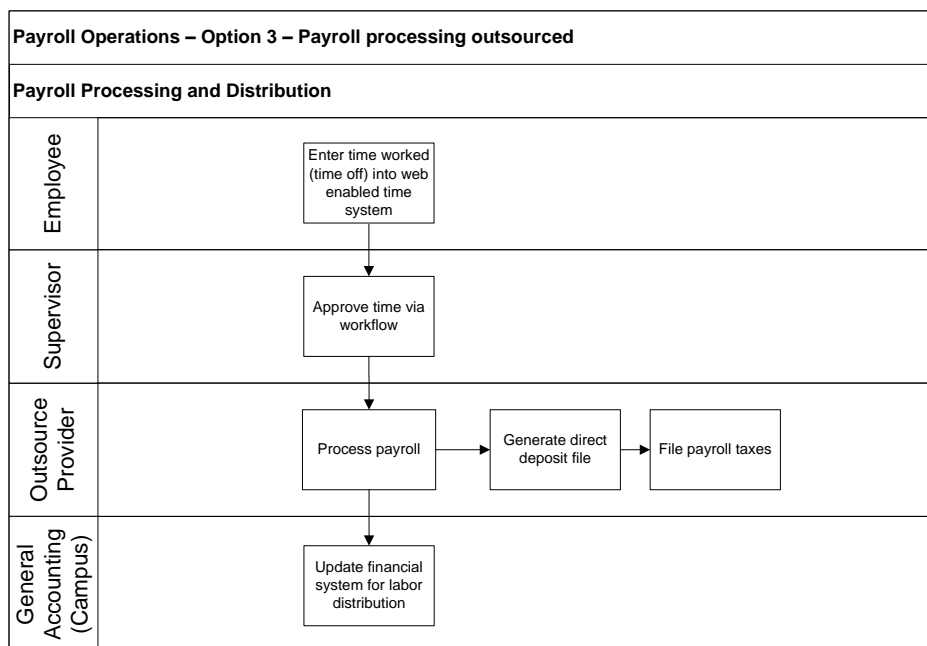 Payroll Operations – Option 3 – Payroll processing outsourced
Payroll Processing and Distribution
Employee
Enter time worked
(time off) into web
enabled time
system
Supervisor
Approve time via
workflow
Outsource
Provider
Process payroll
Generate direct
deposit file
File payroll taxes
General
Accounting
(Campus)
Update financial
system for labor
distribution